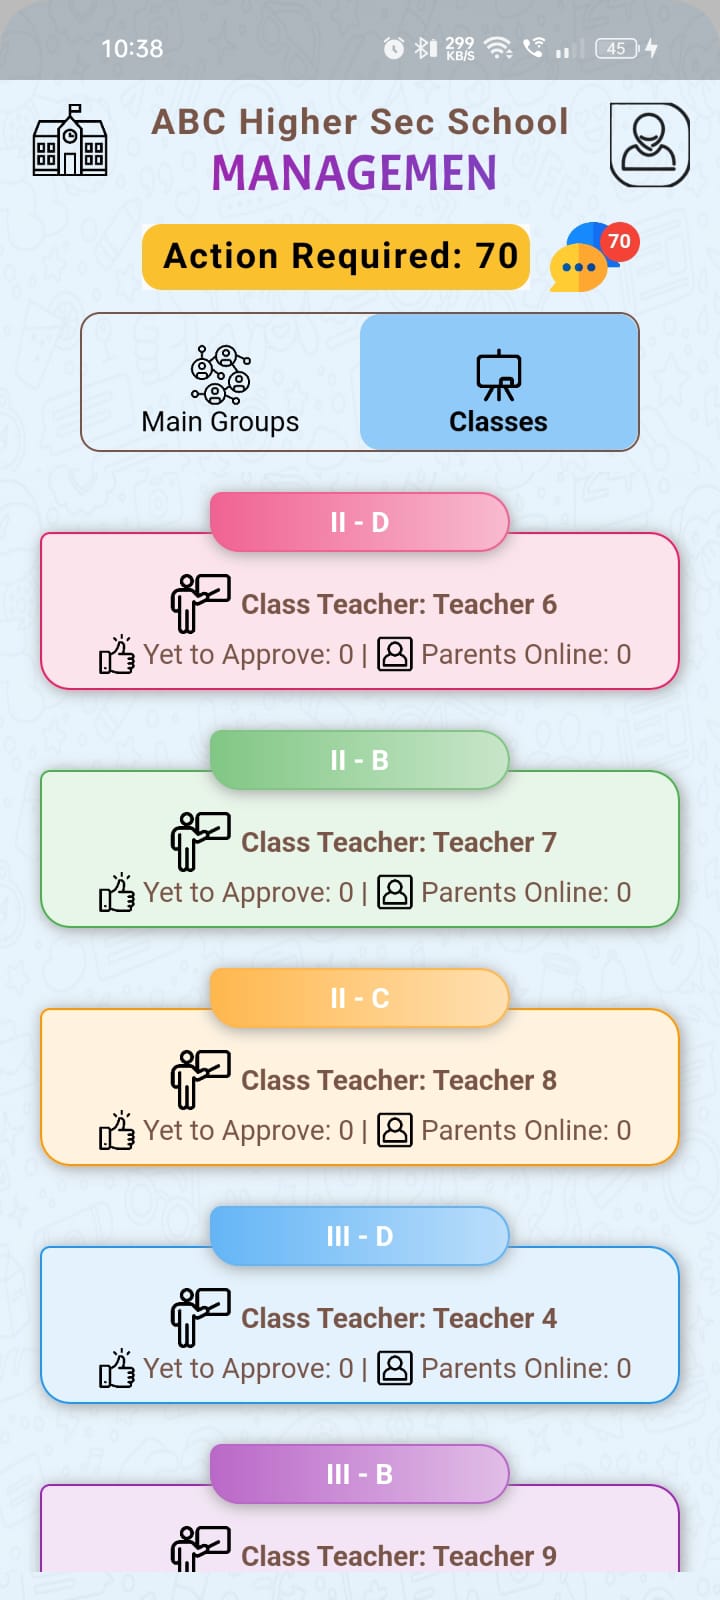 10:38 299 KB/S 45
ABC Higher Sec School
MANAGEMEN
Action Required: 70
70
Main Groups
Classes
II - D
Class Teacher: Teacher 6
Yet to Approve: 0 | Parents Online: 0
II - B
Class Teacher: Teacher 7
Yet to Approve: 0 | Parents Online: 0
II - C
Class Teacher: Teacher 8
Yet to Approve: 0 | Parents Online: 0
III - D
Class Teacher: Teacher 4
Yet to Approve: 0 | Parents Online: 0
III - B
Class Teacher: Teacher 9